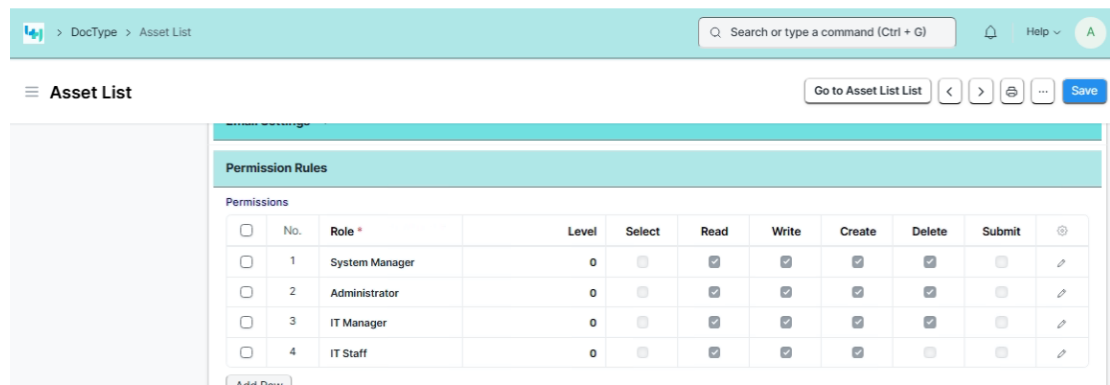 > DocType > Asset List
Search or type a command (Ctrl + G)
Help
A
Asset List
Go to Asset List List
< > ... Save
Email Settings
Permission Rules
Permissions
No. Role * Level Select Read Write Create Delete Submit
1 System Manager 0
2 Administrator 0
3 IT Manager 0
4 IT Staff 0
Add Row